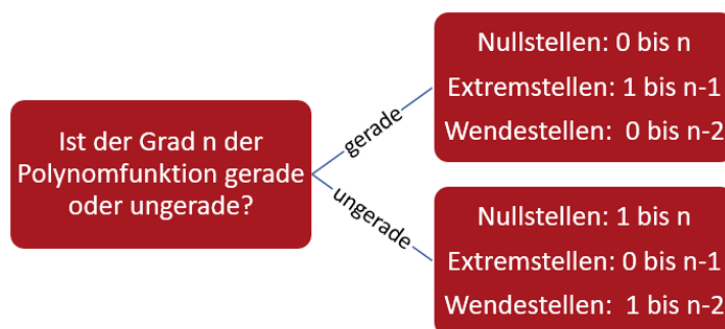 Ist der Grad n der
Polynomfunktion gerade
oder ungerade?
gerade
Nullstellen: 0 bis n
Extremstellen: 1 bis n-1
Wendestellen: 0 bis n-2
ungerade
Nullstellen: 1 bis n
Extremstellen: 0 bis n-1
Wendestellen: 1 bis n-2